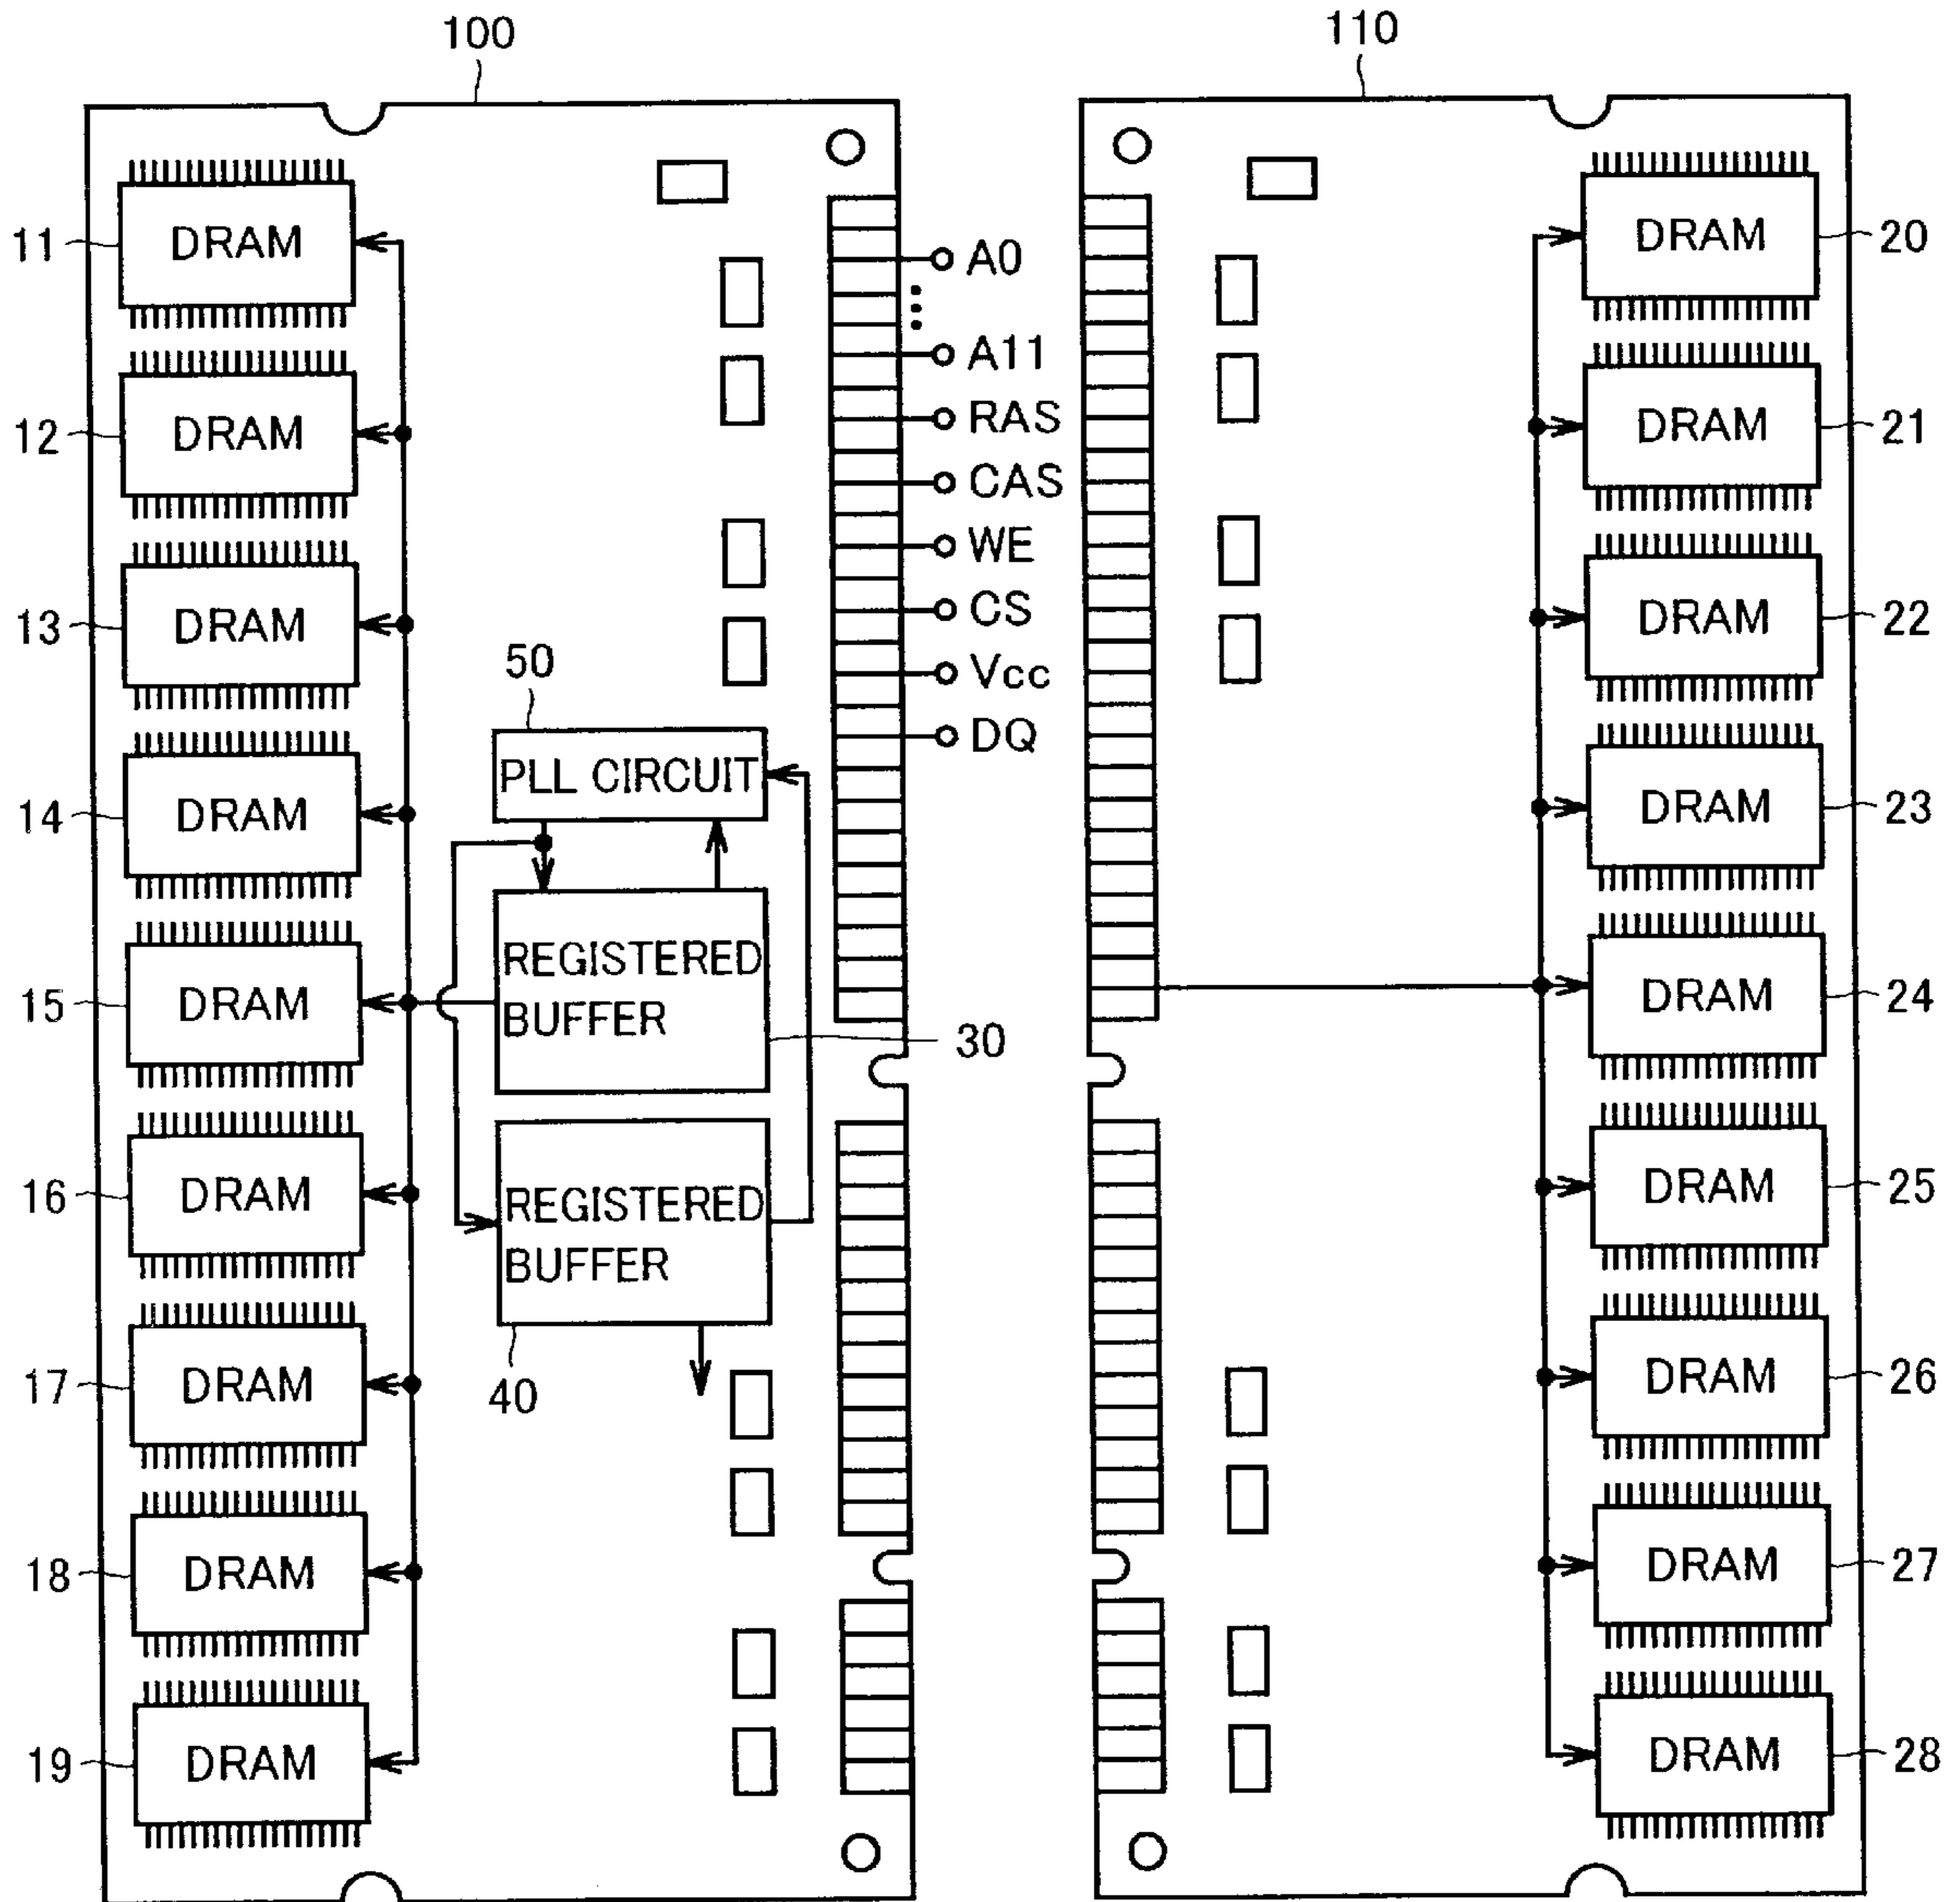 100
110
11
DRAM
12
DRAM
13
DRAM
14
DRAM
15
DRAM
16
DRAM
17
DRAM
18
DRAM
19
DRAM
50
PLL CIRCUIT
REGISTERED
BUFFER
30
REGISTERED
BUFFER
40
A0
A11
RAS
CAS
WE
CS
Vcc
DQ
DRAM
20
DRAM
21
DRAM
22
DRAM
23
DRAM
24
DRAM
25
DRAM
26
DRAM
27
DRAM
28